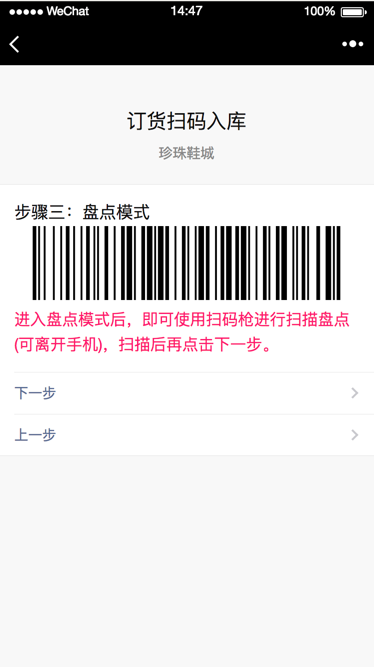 WeChat 14:47 100%
订货扫码入库
珍珠鞋城
步骤三：盘点模式
进入盘点模式后，即可使用扫码枪进行扫描盘点
(可离开手机)，扫描后再点击下一步。
下一步
上一步